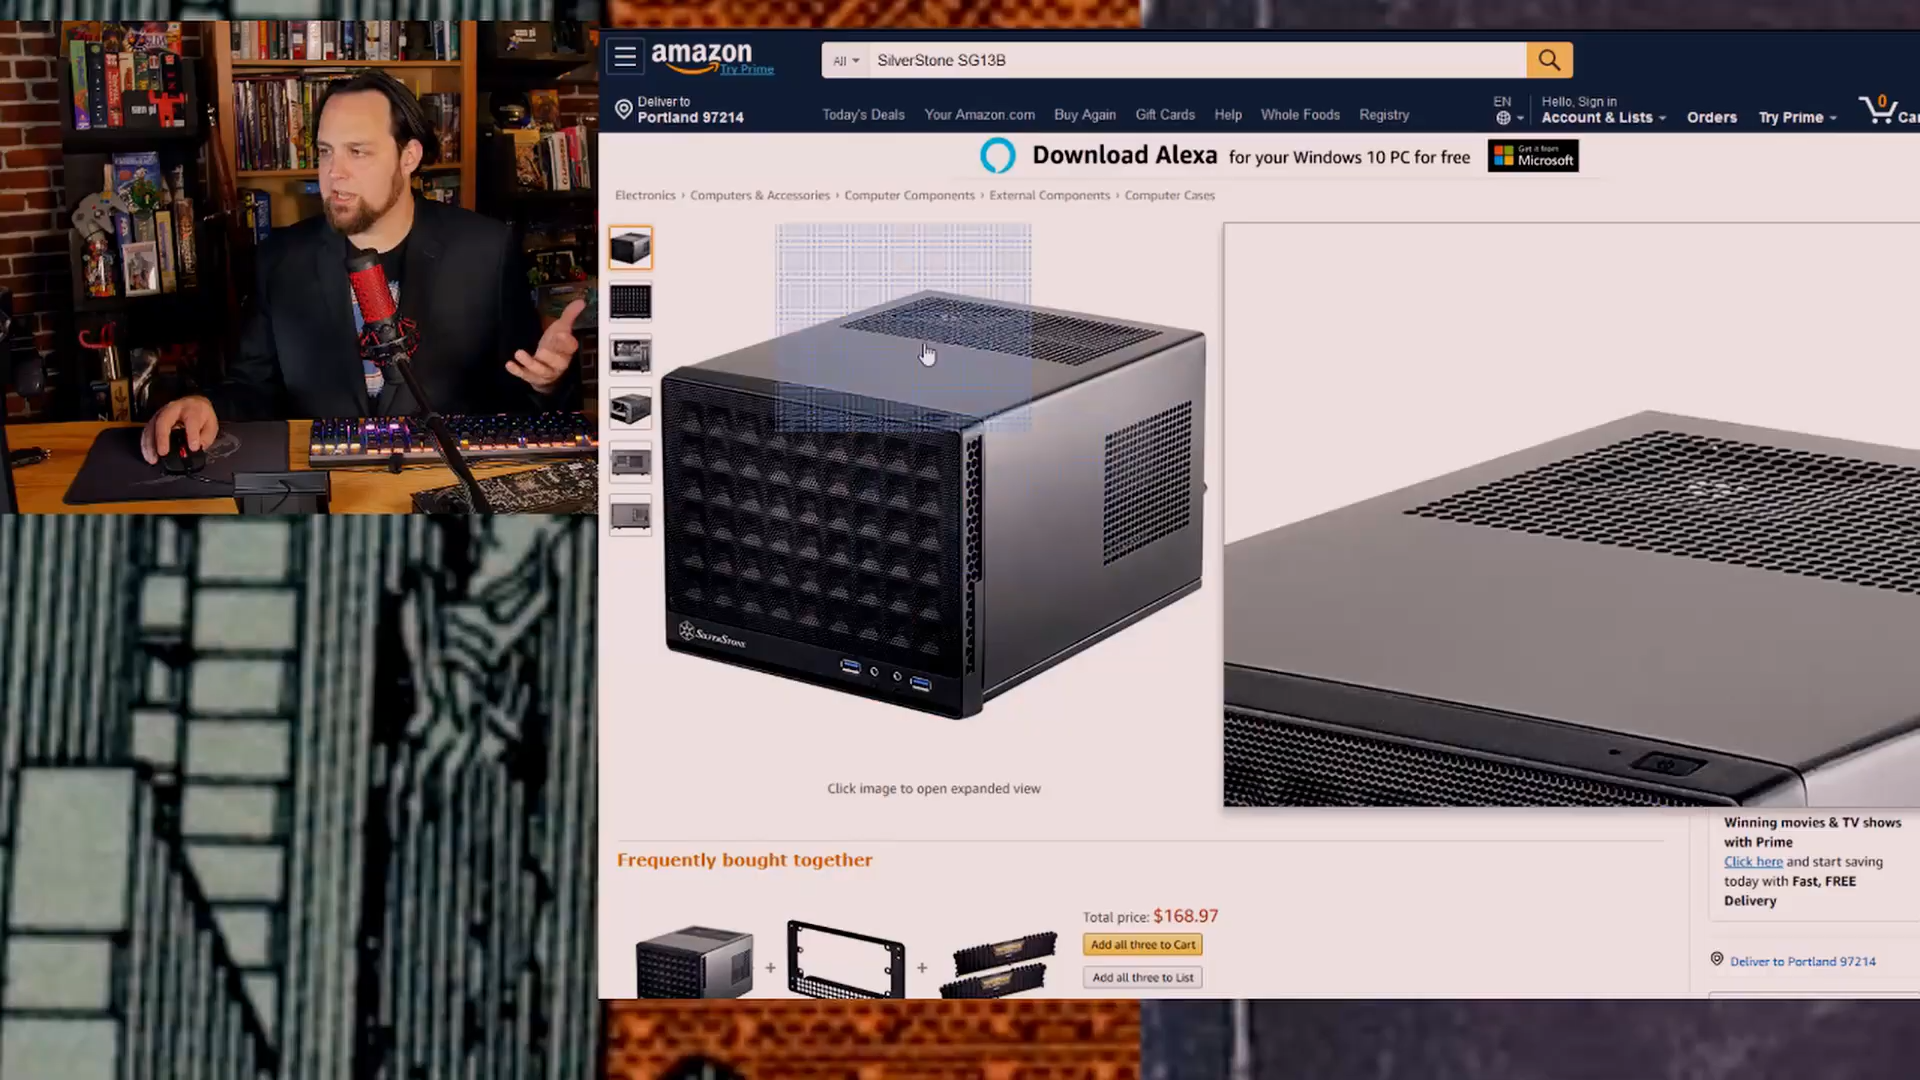 amazon
Try Prime
All
SilverStone SG13B
Deliver to
Portland 97214
Today's Deals
Your Amazon.com
Buy Again
Gift Cards
Help
Whole Foods
Registry
EN
Hello, Sign in
Account & Lists
Orders
Try Prime
0
Car
Download Alexa for your Windows 10 PC for free
Get it from
Microsoft
Electronics › Computers & Accessories › Computer Components › External Components › Computer Cases
SILVERSTONE
Click image to open expanded view
Winning movies & TV shows
with Prime
Click here and start saving
today with Fast, FREE
Delivery
Frequently bought together
Total price: $168.97
Add all three to Cart
+
+
Add all three to List
Deliver to Portland 97214